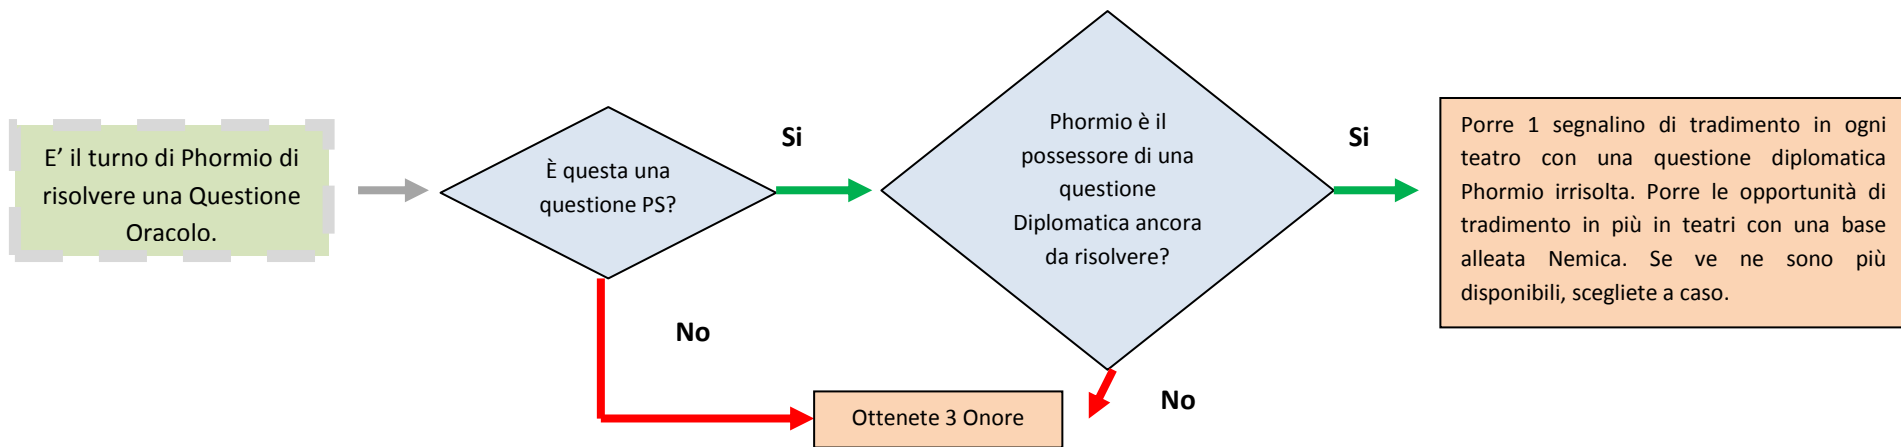 E' il turno di Phormio di
risolvere una Questione
Oracolo.
È questa una
questione PS?
Si
Phormio è il
possessore di una
questione
Diplomatica ancora
da risolvere?
Si
Porre 1 segnalino di tradimento in ogni
teatro con una questione diplomatica
Phormio irrisolta. Porre le opportunità di
tradimento in più in teatri con una base
alleata Nemica. Se ve ne sono più
disponibili, scegliete a caso.
No
Ottenete 3 Onore
No